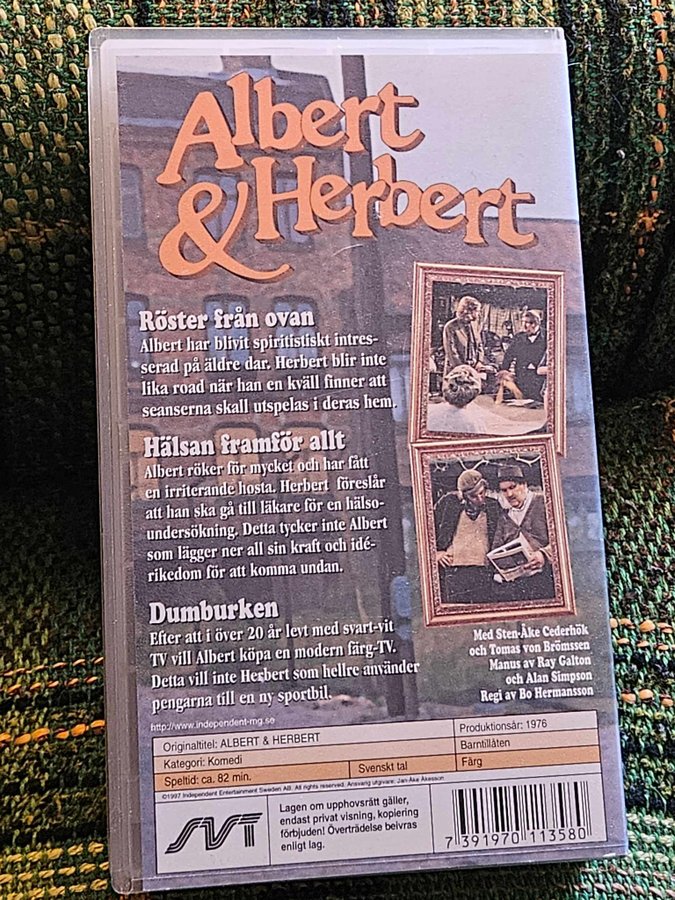 Albert
& Herbert
Röster från ovan
Albert har blivit spiritistiskt intres-
serad på äldre dar. Herbert blir inte
lika road när han en kväll finner att
seanserna skall utspelas i deras hem.
Hälsan framför allt
Albert röker för mycket och har fått
en irriterande hosta. Herbert föreslår
att han ska gå till läkare för en hälso-
undersökning. Detta tycker inte Albert
som lägger ner all sin kraft och idé-
rikedom för att komma undan.
Dumburken
Efter att i över 20 år levt med svart-vit
TV vill Albert köpa en modern färg-TV.
Detta vill inte Herbert som hellre använder
pengarna till en ny sportbil.
Med Sten-Åke Cederhök
och Tomas von Brömssen
Manus av Ray Galton
och Alan Simpson
Regi av Bo Hermansson
http://www.independent-mg.se
Originaltitel: ALBERT & HERBERT
Produktionsår: 1976
Kategori: Komedi
Barntillåten
Speltid: ca. 82 min.
Svenskt tal
Färg
©1997 Independent Entertainment Sweden AB. All rights reserved. Ansvarig utgivare: Jan-Åke Åkesson
SVT
Lagen om upphovsrätt gäller,
endast privat visning, kopiering
förbjuden! Överträdelse beivras
enligt lag.
7 391970 113580